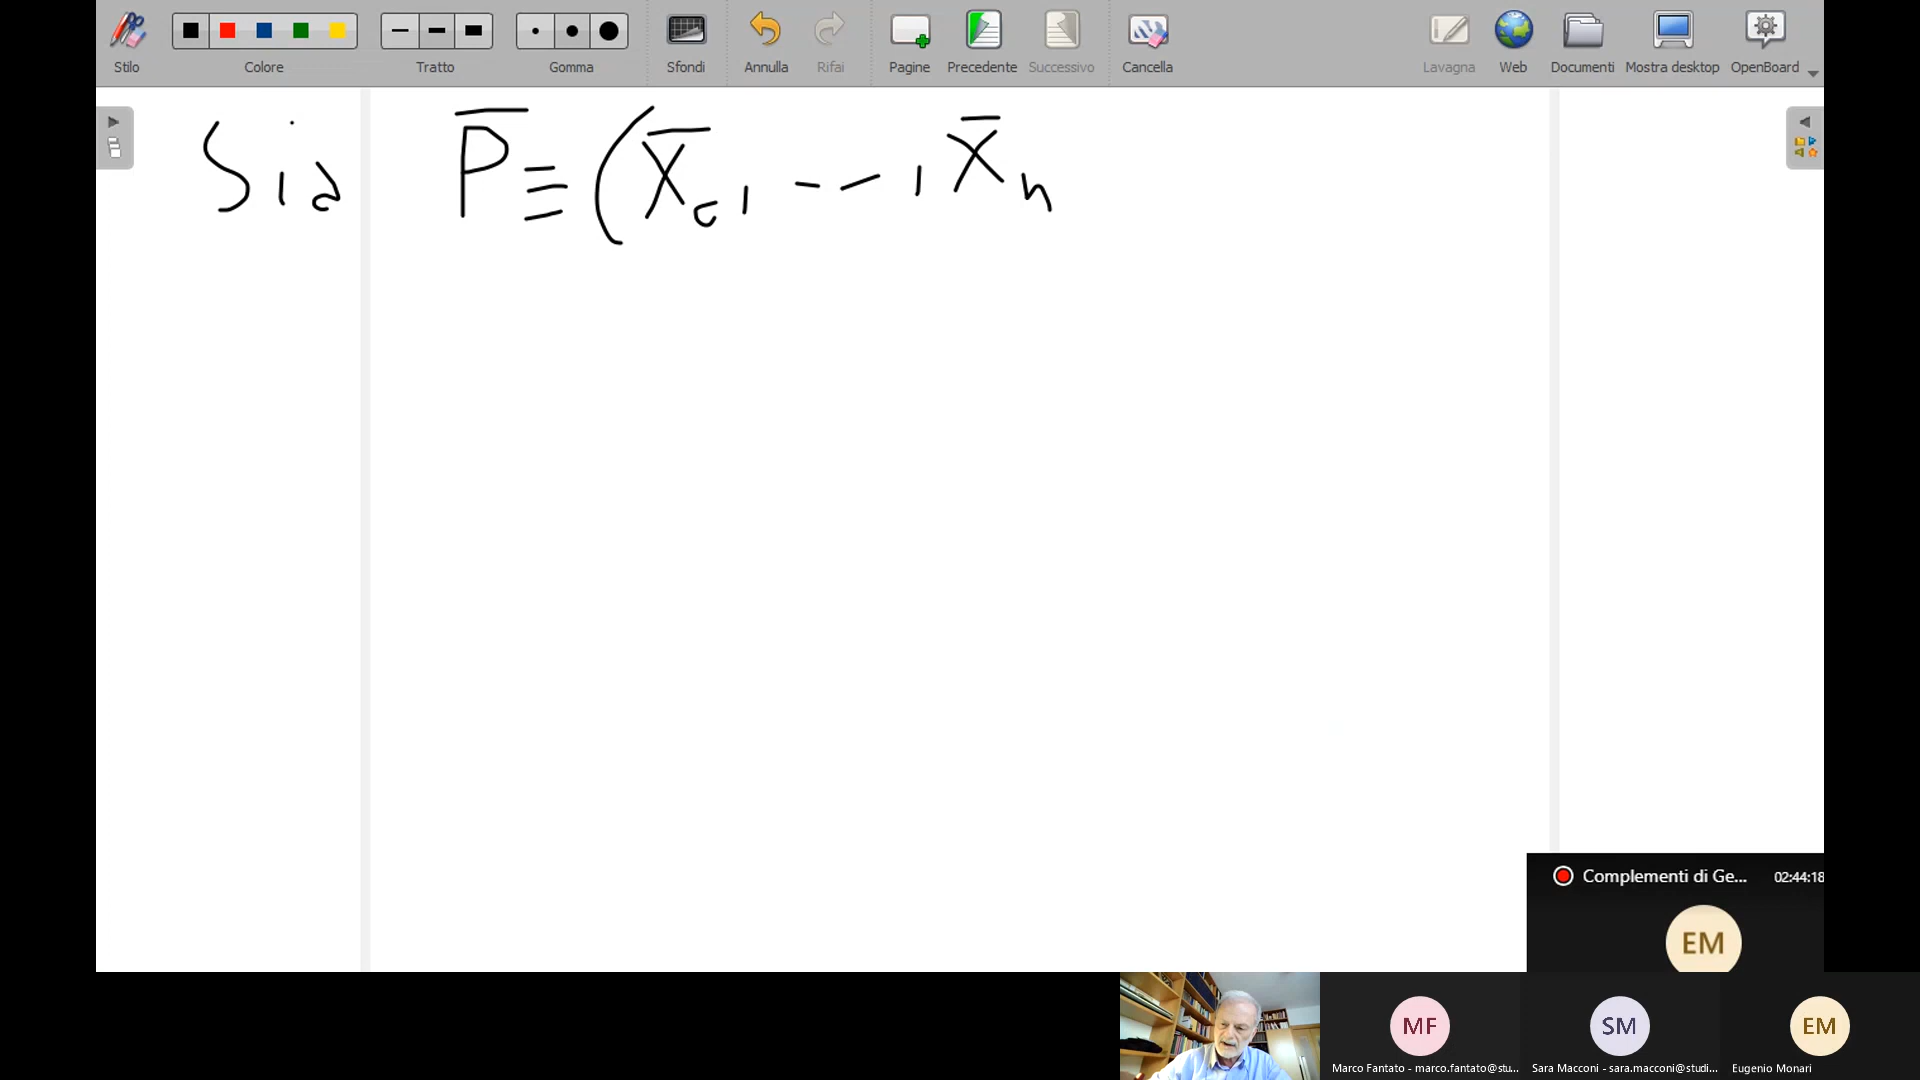 Stilo Colore Tratto Gomma Sfondi Annulla Rifai Pagine Precedente Successivo Cancella Lavagna Web Documenti Mostra desktop OpenBoard
Sia P̅ ≡ (X̅₀, - - , X̅ₙ
Complementi di Ge... 02:44:18
EM
MF SM EM
Marco Fantato - marco.fantato@stu... Sara Macconi - sara.macconi@studi... Eugenio Monari